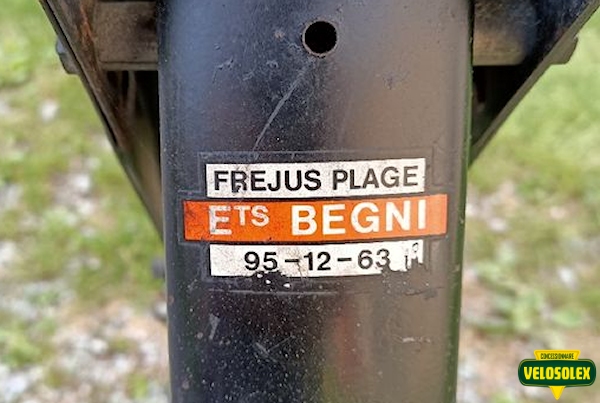 FREJUS PLAGE
ETS BEGNI
95-12-63
CONCESSIONNAIRE
VELOSOLEX